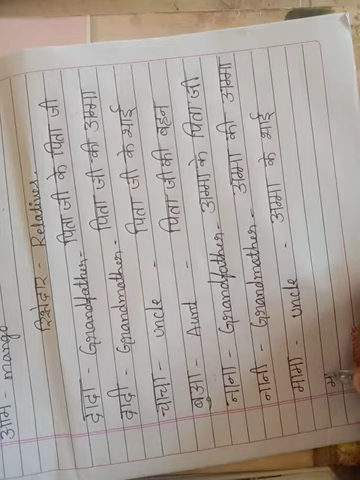 आम - mango
रिश्तेदार - Relatives.
दादा - Grandfather - पिता जी के पिता जी
दादी - Grandmother - पिता जी की अम्मा
चाचा - uncle - पिता जी के भाई
बुआ - Aunt - पिता जी की बहन
नाना - Grandfather - अम्मा के पिता जी
नानी - Grandmother - अम्मा की अम्मा
मामा - uncle - अम्मा के भाई